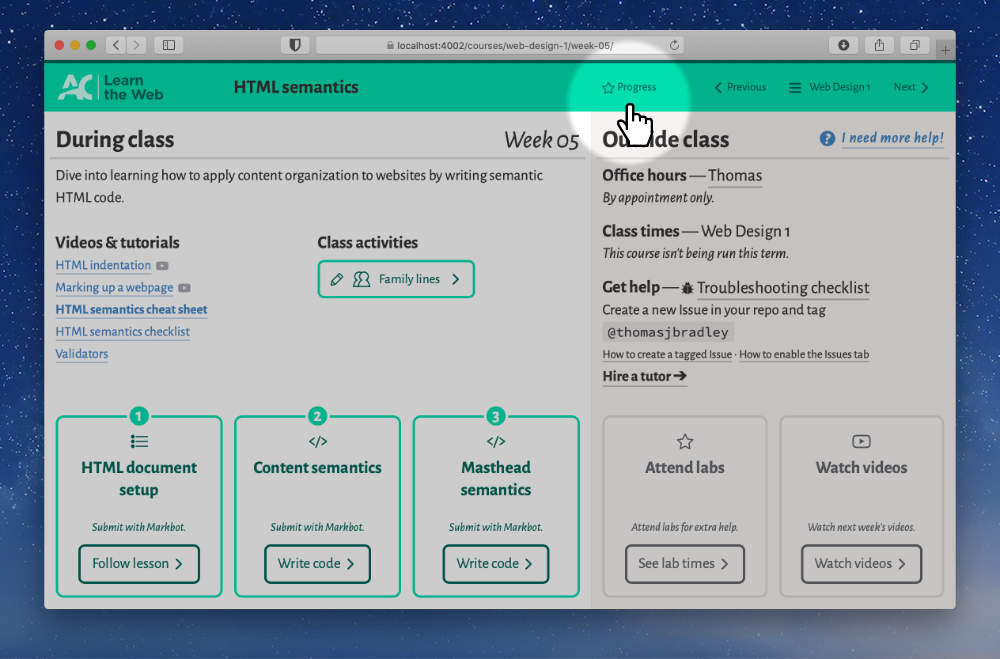 localhost:4002/courses/web-design-1/week-05/
AC Learn
the Web
HTML semantics
Progress
Previous
Web Design 1
Next
During class
Week 05
Dive into learning how to apply content organization to websites by writing semantic
HTML code.
Videos & tutorials
HTML indentation
Marking up a webpage
HTML semantics cheat sheet
HTML semantics checklist
Validators
Class activities
Family lines
1
HTML document
setup
Submit with Markbot.
Follow lesson
2
Content semantics
Submit with Markbot.
Write code
3
Masthead
semantics
Submit with Markbot.
Write code
class
I need more help!
Office hours — Thomas
By appointment only.
Class times — Web Design 1
This course isn't being run this term.
Get help — Troubleshooting checklist
Create a new Issue in your repo and tag
@thomasjbradley
How to create a tagged Issue · How to enable the Issues tab
Hire a tutor ➔
Attend labs
Attend labs for extra help.
See lab times
Watch videos
Watch next week's videos.
Watch videos